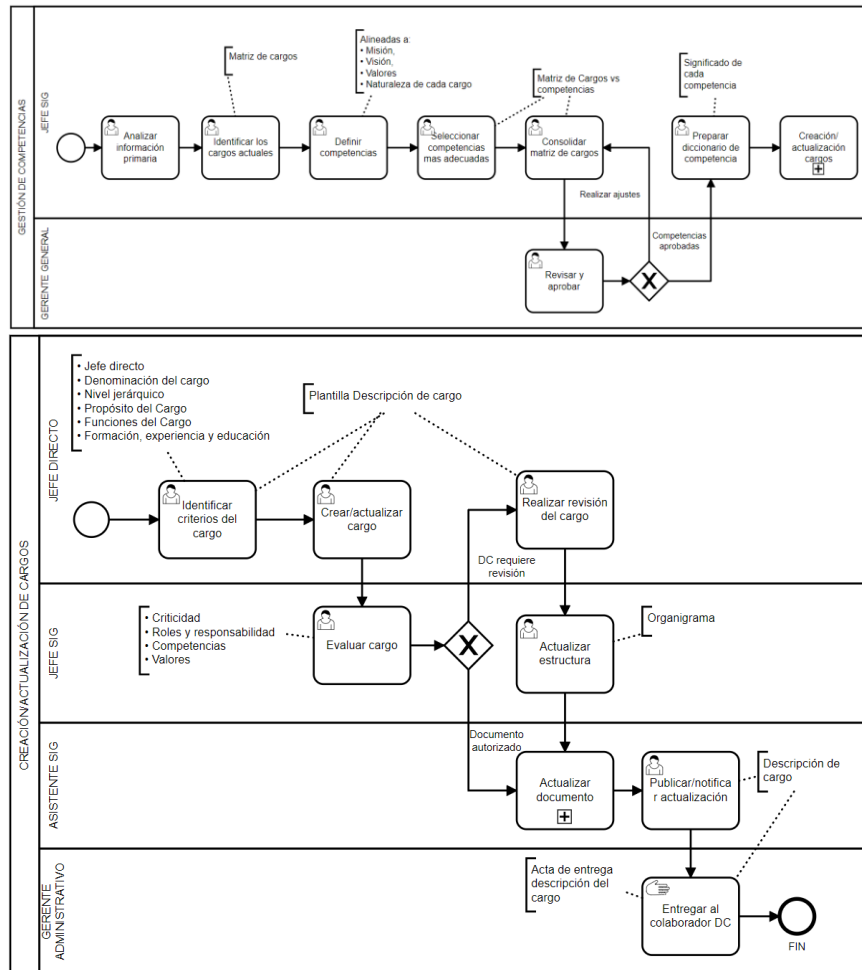 GESTIÓN DE COMPETENCIAS
JEFE SIG
Matriz de cargos
Alineadas a:
• Misión,
• Visión,
• Valores
• Naturaleza de cada cargo
Matriz de Cargos vs
competencias
Significado de
cada
competencia
Analizar
información
primaria
Identificar los
cargos actuales
Definir
competencias
Seleccionar
competencias
mas adecuadas
Consolidar
matriz de cargos
Preparar
diccionario de
competencia
Creación/
actualización
cargos
Realizar ajustes
GERENTE GENERAL
Revisar y
aprobar
Competencias
aprobadas
CREACIÓN/ACTUALIZACIÓN DE CARGOS
JEFE DIRECTO
• Jefe directo
• Denominación del cargo
• Nivel jerárquico
• Propósito del Cargo
• Funciones del Cargo
• Formación, experiencia y educación
Plantilla Descripción de cargo
Identificar
criterios del
cargo
Crear/actualizar
cargo
Realizar revisión
del cargo
DC requiere
revisión
JEFE SIG
• Criticidad
• Roles y responsabilidad
• Competencias
• Valores
Evaluar cargo
Actualizar
estructura
Organigrama
ASISTENTE SIG
Documento
autorizado
Actualizar
documento
Publicar/notifica
r actualización
Descripción de
cargo
GERENTE
ADMINISTRATIVO
Acta de entrega
descripción del
cargo
Entregar al
colaborador DC
FIN